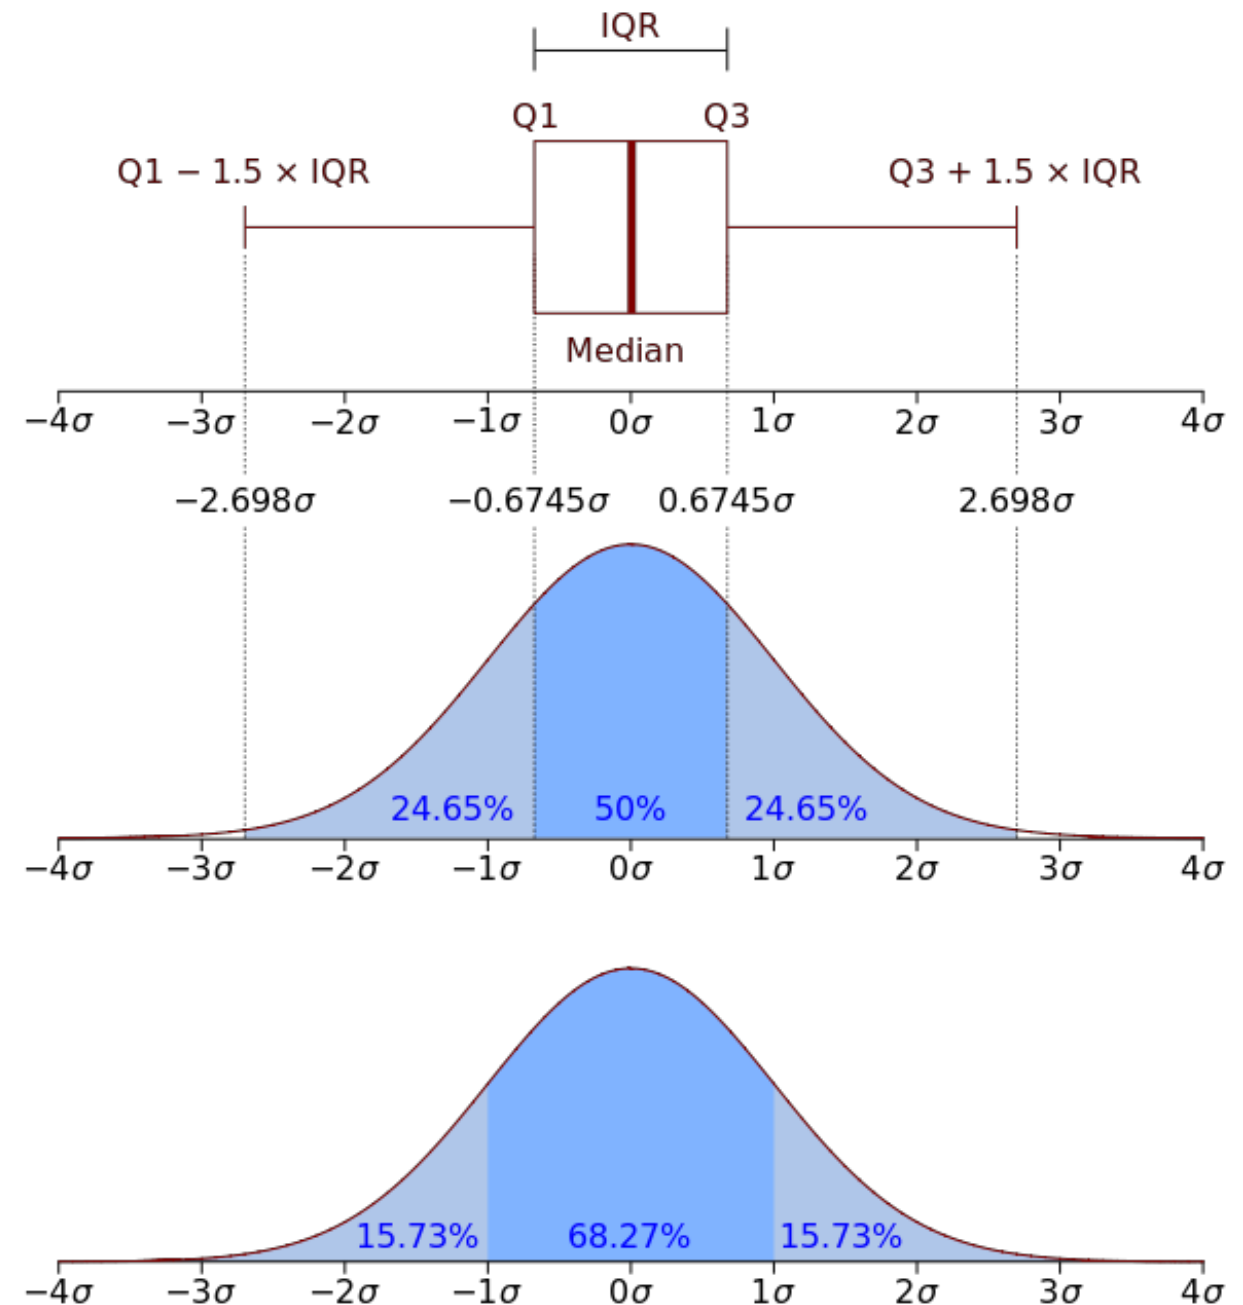 IQR
Q1 Q3
Q1 − 1.5 × IQR Q3 + 1.5 × IQR
Median
−4σ −3σ −2σ −1σ 0σ 1σ 2σ 3σ 4σ
−2.698σ −0.6745σ 0.6745σ 2.698σ
24.65% 50% 24.65%
−4σ −3σ −2σ −1σ 0σ 1σ 2σ 3σ 4σ
15.73% 68.27% 15.73%
−4σ −3σ −2σ −1σ 0σ 1σ 2σ 3σ 4σ